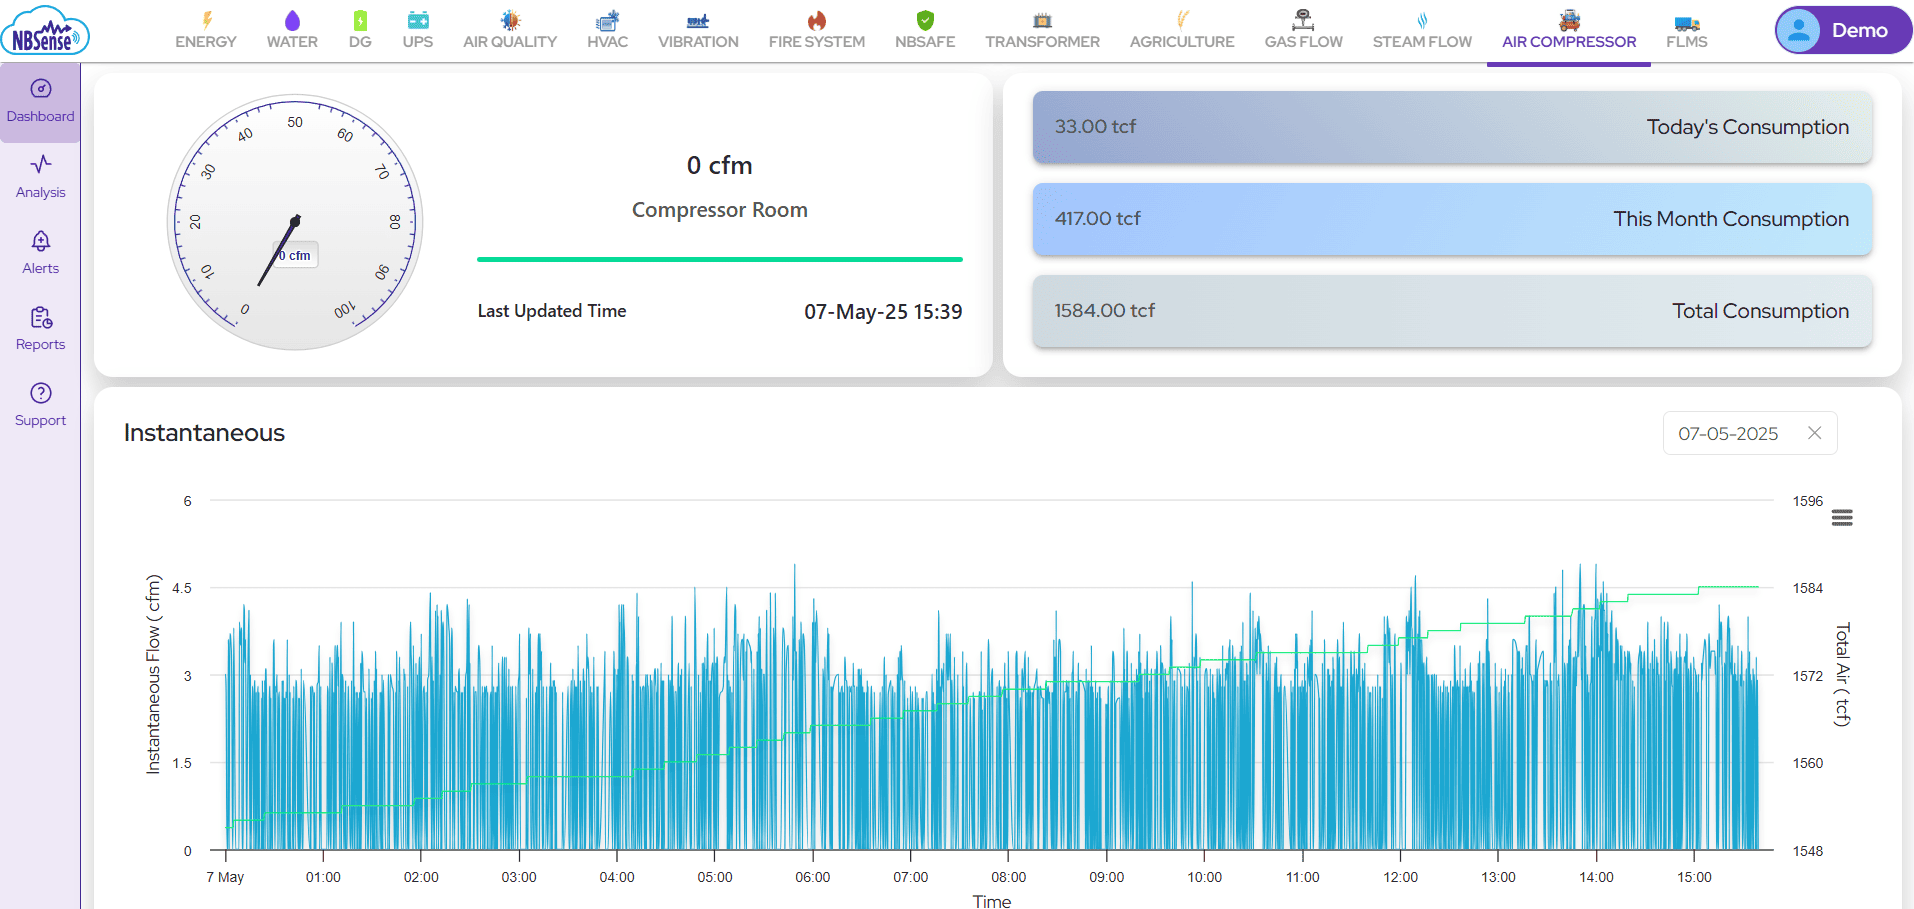 NBSense
ENERGY
WATER
DG
UPS
AIR QUALITY
HVAC
VIBRATION
FIRE SYSTEM
NBSAFE
TRANSFORMER
AGRICULTURE
GAS FLOW
STEAM FLOW
AIR COMPRESSOR
FLMS
Demo
Dashboard
Analysis
Alerts
Reports
Support
0
10
20
30
40
50
60
70
80
90
100
0 cfm
0 cfm
Compressor Room
Last Updated Time
07-May-25 15:39
33.00 tcf
Today's Consumption
417.00 tcf
This Month Consumption
1584.00 tcf
Total Consumption
Instantaneous
07-05-2025
Instantaneous Flow ( cfm)
6
4.5
3
1.5
0
1596
1584
1572
1560
1548
Total Air ( tcf)
7 May
01:00
02:00
03:00
04:00
05:00
06:00
07:00
08:00
09:00
10:00
11:00
12:00
13:00
14:00
15:00
Time